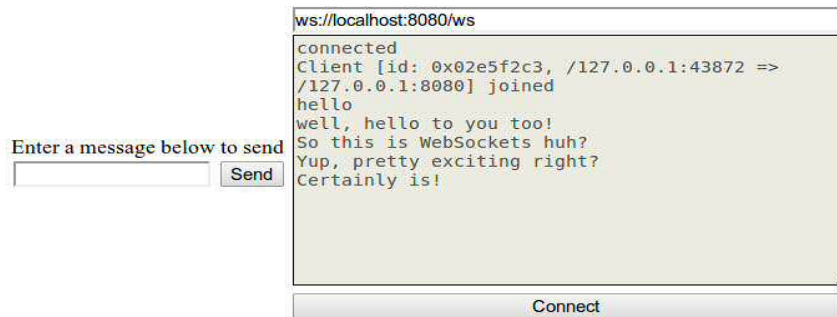 ws://localhost:8080/ws
connected
Client [id: 0x02e5f2c3, /127.0.0.1:43872 =>
/127.0.0.1:8080] joined
hello
well, hello to you too!
So this is WebSockets huh?
Yup, pretty exciting right?
Certainly is!
Enter a message below to send
Send
Connect